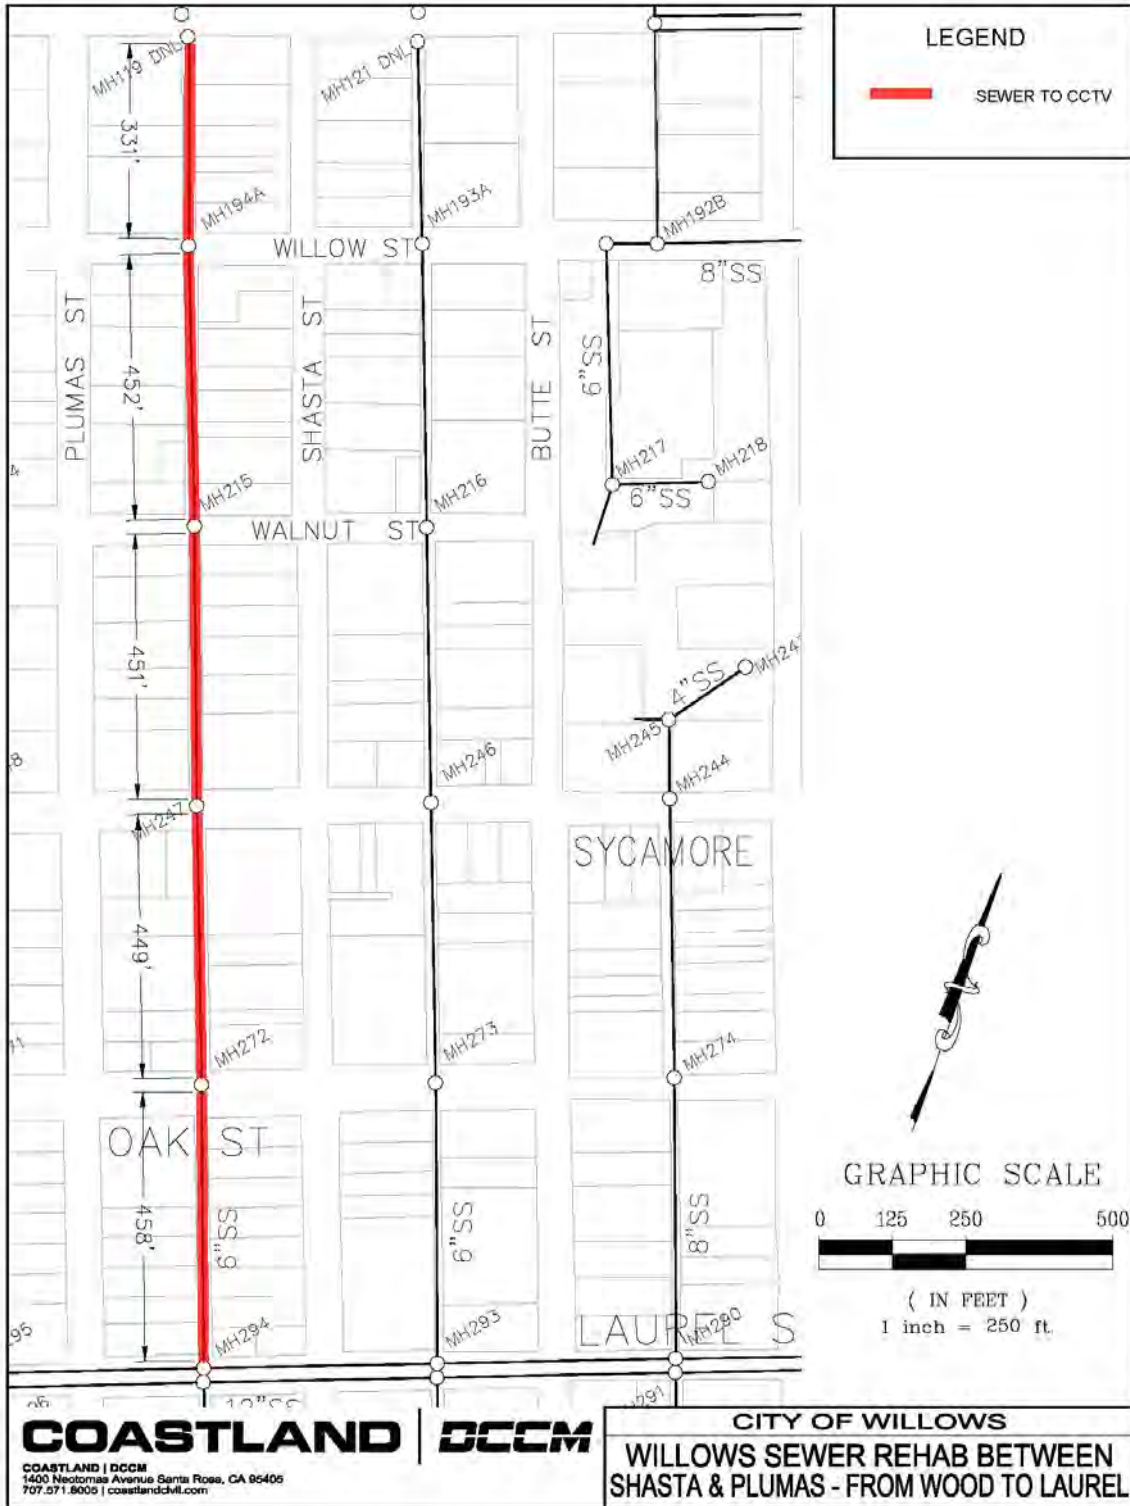 LEGEND
SEWER TO CCTV
MH119 DNL
MH121 DNL
331'
MH194A
MH193A
MH192B
WILLOW ST
8"SS
PLUMAS ST
SHASTA ST
BUTTE ST
6"SS
452'
MH215
MH216
MH217
MH218
6"SS
WALNUT ST
451'
4"SS
MH245
MH246
MH244
MH247
SYCAMORE
449'
MH272
MH273
MH274
OAK ST
458'
6"SS
6"SS
8"SS
GRAPHIC SCALE
0 125 250 500
( IN FEET )
1 inch = 250 ft.
MH294
MH293
MH290
LAUREL S
12"SS
COASTLAND | DCCM
COASTLAND | DCCM
1400 Neotomas Avenue Santa Rosa, CA 95405
707.571.8005 | coastlandcivil.com
CITY OF WILLOWS
WILLOWS SEWER REHAB BETWEEN
SHASTA & PLUMAS - FROM WOOD TO LAUREL